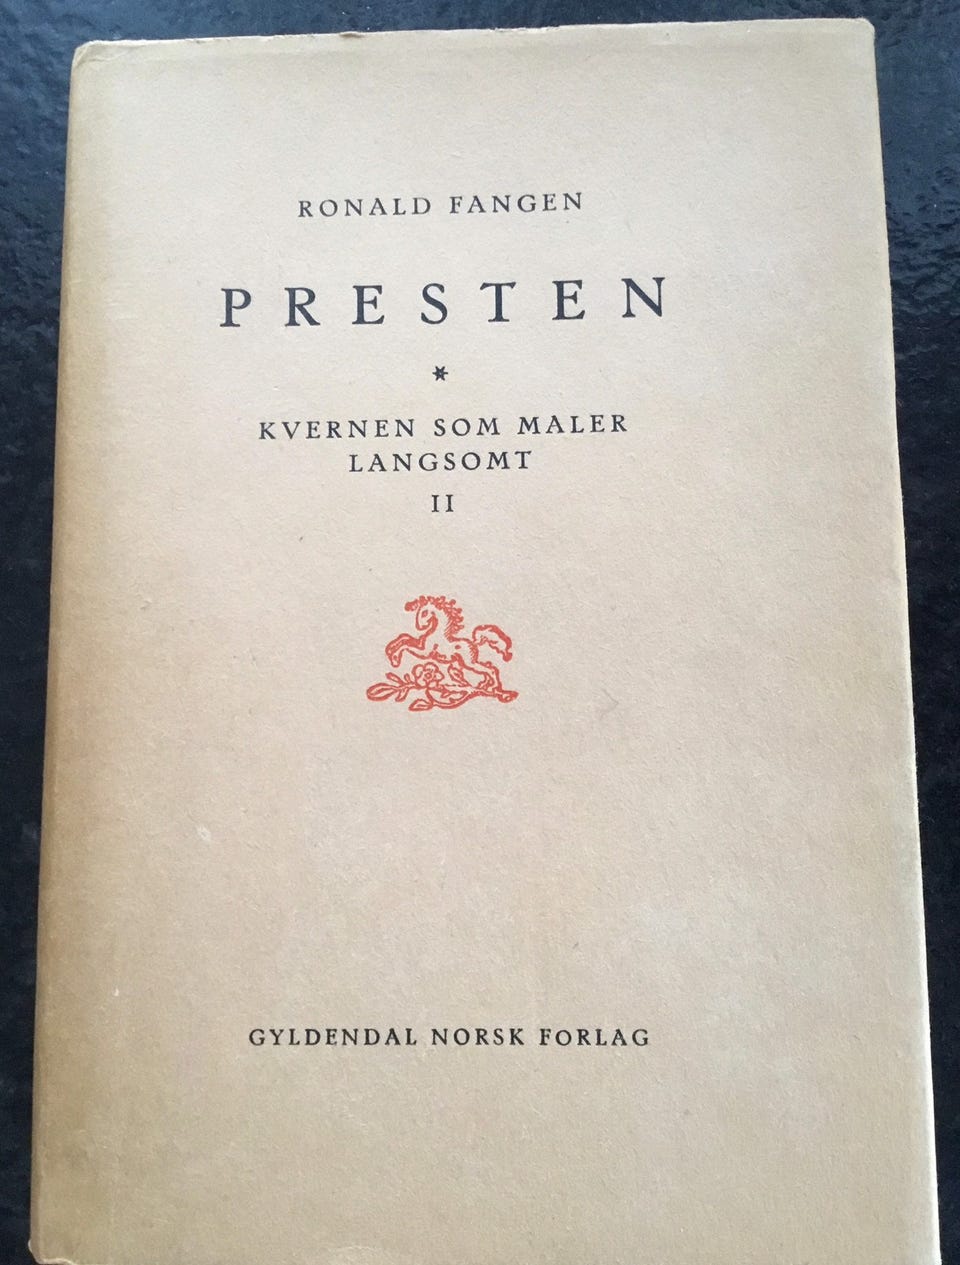 RONALD FANGEN
PRESTEN
*
KVERNEN SOM MALER
LANGSOMT
II
GYLDENDAL NORSK FORLAG